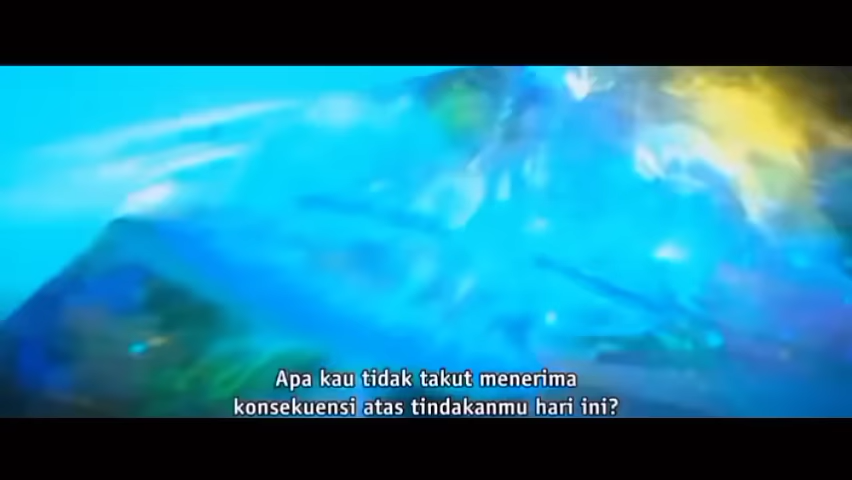 Apa kau tidak takut menerima
konsekuensi atas tindakanmu hari ini?